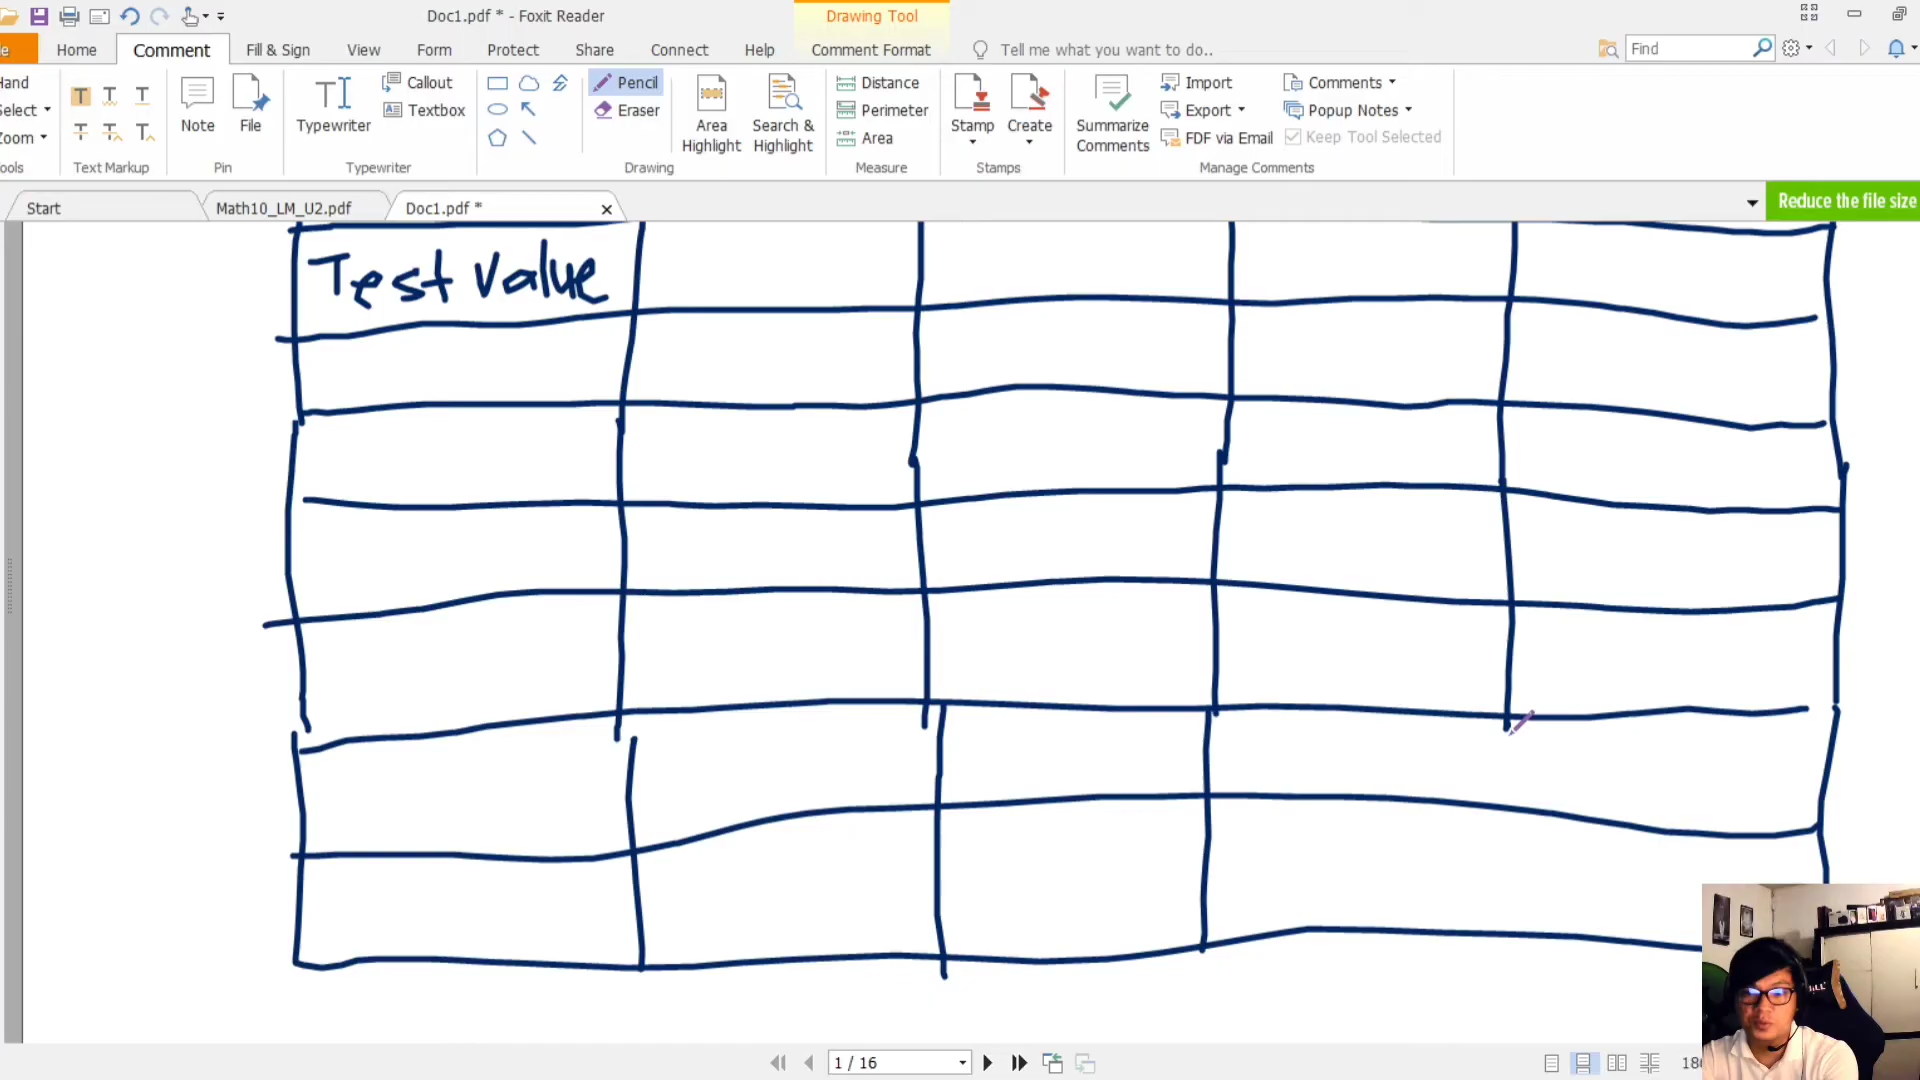 Doc1.pdf * - Foxit Reader
Drawing Tool
Home
Comment
Fill & Sign
View
Form
Protect
Share
Connect
Help
Comment Format
Tell me what you want to do..
Find
Hand
Select
Zoom
Tools
Text Markup
Note
File
Pin
Typewriter
Callout
Textbox
Typewriter
Pencil
Eraser
Area Highlight
Search & Highlight
Drawing
Distance
Perimeter
Area
Measure
Stamp
Create
Stamps
Summarize Comments
Import
Export
FDF via Email
Comments
Popup Notes
Keep Tool Selected
Manage Comments
Start
Math10_LM_U2.pdf
Doc1.pdf *
Reduce the file size
Test Value
1 / 16